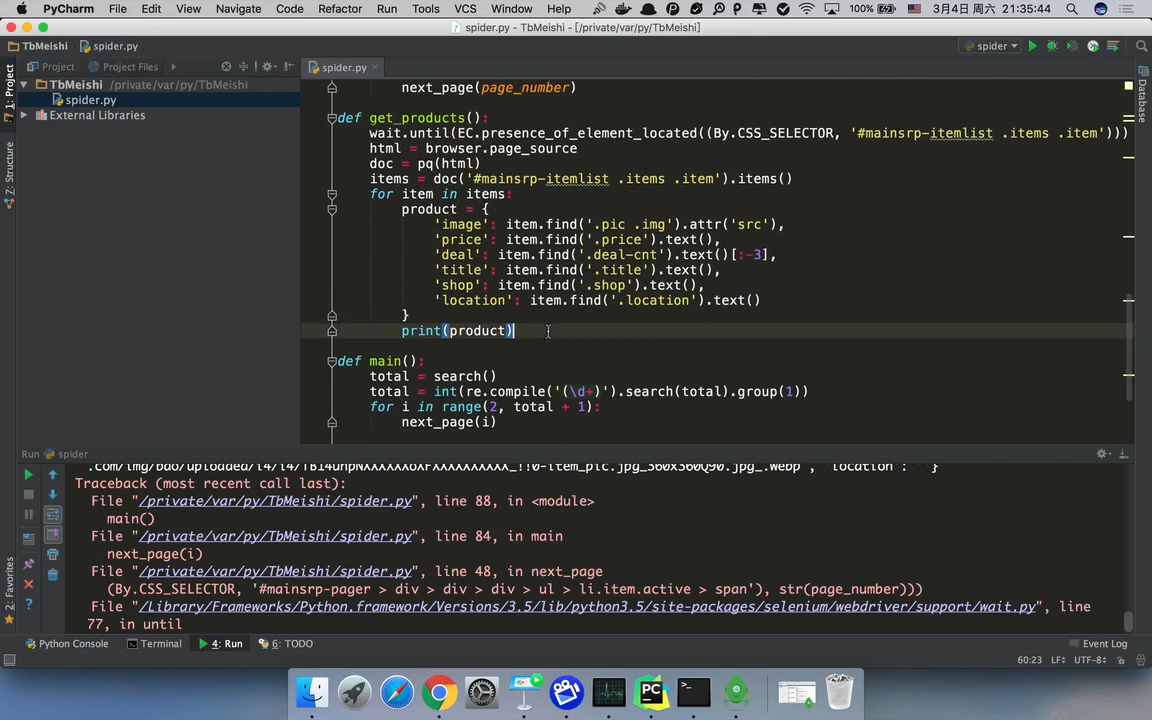 PyCharm File Edit View Navigate Code Refactor Run Tools VCS Window Help 100% 3月4日 周六 21:35:44
spider.py - TbMeishi - [/private/var/py/TbMeishi]
TbMeishi spider.py spider
Project Project Files spider.py
1: Project
TbMeishi /private/var/py/TbMeishi
spider.py
External Libraries
Z: Structure
2: Favorites
Database
next_page(page_number)
def get_products():
wait.until(EC.presence_of_element_located((By.CSS_SELECTOR, '#mainsrp-itemlist .items .item')))
html = browser.page_source
doc = pq(html)
items = doc('#mainsrp-itemlist .items .item').items()
for item in items:
product = {
'image': item.find('.pic .img').attr('src'),
'price': item.find('.price').text(),
'deal': item.find('.deal-cnt').text()[:-3],
'title': item.find('.title').text(),
'shop': item.find('.shop').text(),
'location': item.find('.location').text()
}
print(product)
def main():
total = search()
total = int(re.compile('(\d+)').search(total).group(1))
for i in range(2, total + 1):
next_page(i)
Run spider
Traceback (most recent call last):
File "/private/var/py/TbMeishi/spider.py", line 88, in <module>
main()
File "/private/var/py/TbMeishi/spider.py", line 84, in main
next_page(i)
File "/private/var/py/TbMeishi/spider.py", line 48, in next_page
(By.CSS_SELECTOR, '#mainsrp-pager > div > div > div > ul > li.item.active > span'), str(page_number)))
File "/Library/Frameworks/Python.framework/Versions/3.5/lib/python3.5/site-packages/selenium/webdriver/support/wait.py", line
77, in until
Python Console Terminal 4: Run 6: TODO Event Log
60:23 LF÷ UTF-8÷